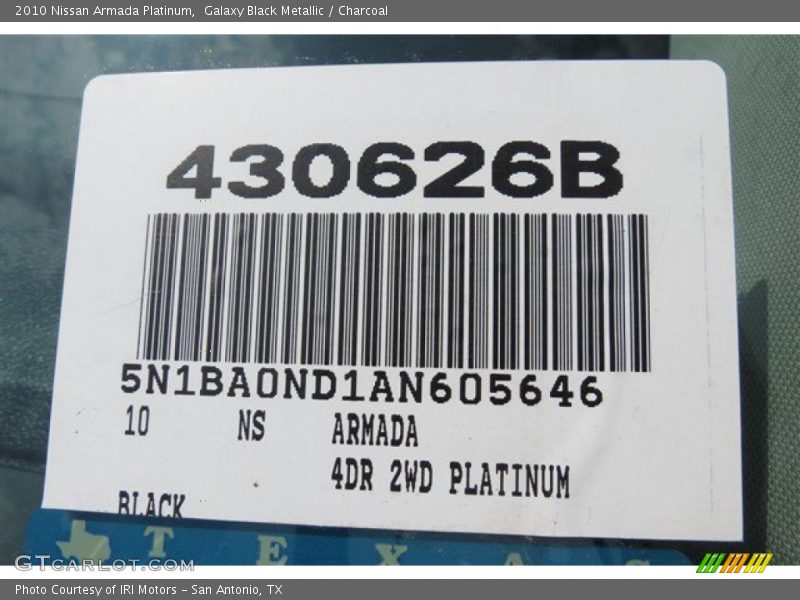 2010 Nissan Armada Platinum,  Galaxy Black Metallic / Charcoal
430626B
5N1BA0ND1AN605646
10 NS ARMADA
4DR 2WD PLATINUM
BLACK
TEXAS
GTCARLOT.COM
Photo Courtesy of IRI Motors - San Antonio, TX